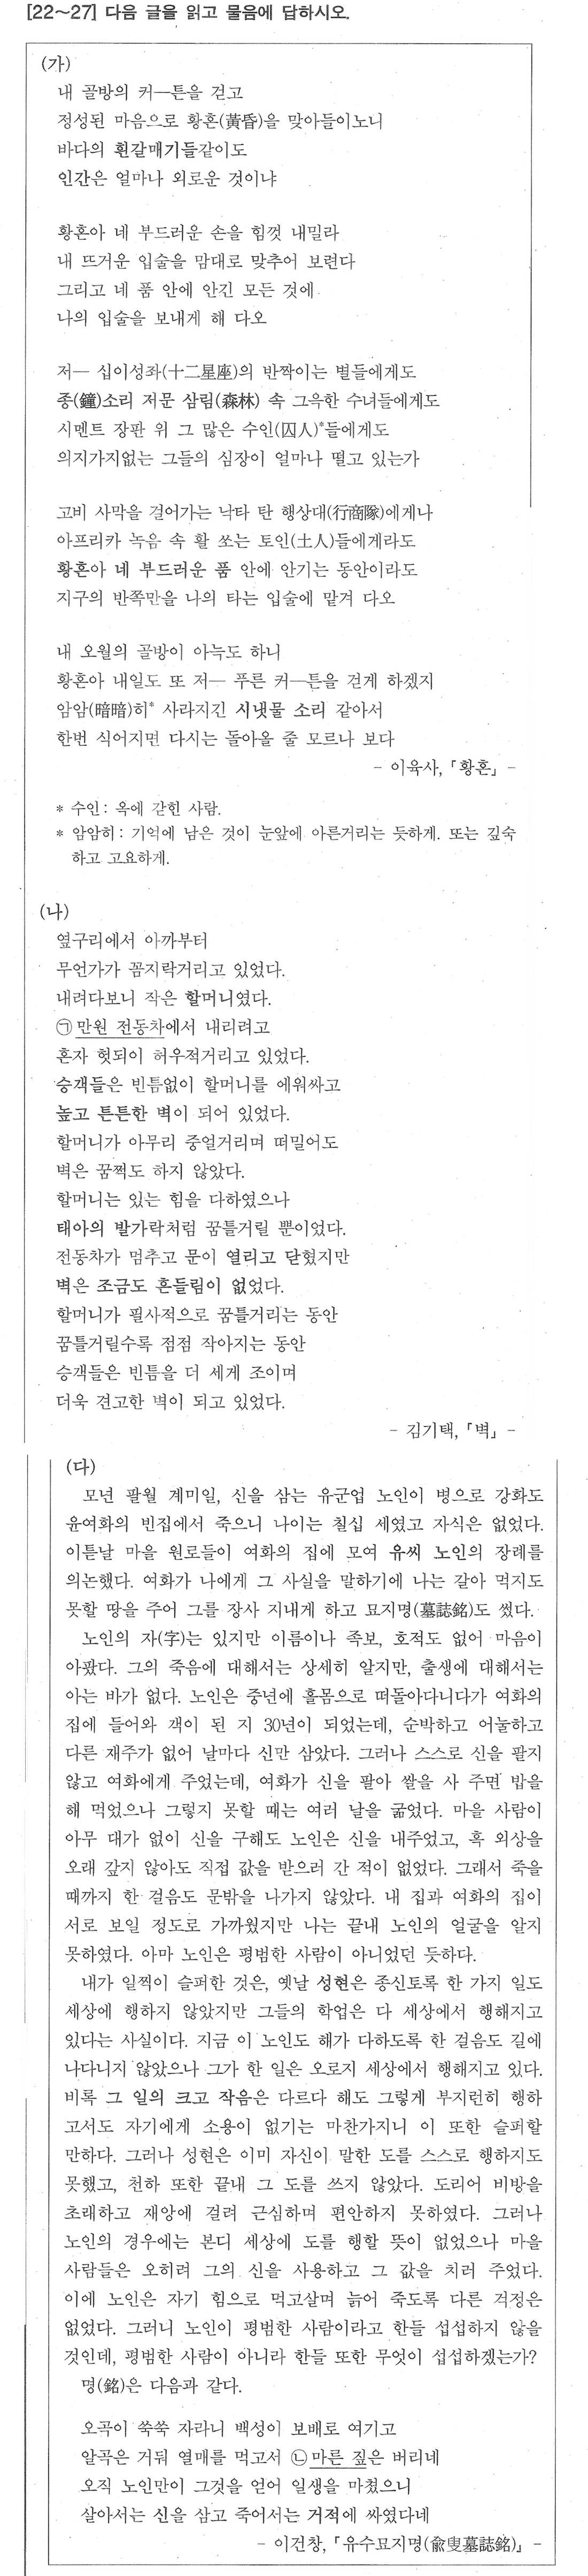 [22~27] 다음 글을 읽고 물음에 답하시오.
(가)
내 골방의 커―튼을 걷고
정성된 마음으로 황혼(黃昏)을 맞아들이노니
바다의 흰갈매기들같이도
인간은 얼마나 외로운 것이냐
황혼아 네 부드러운 손을 힘껏 내밀라
내 뜨거운 입술을 맘대로 맞추어 보련다
그리고 네 품 안에 안긴 모든 것에
나의 입술을 보내게 해 다오
저― 십이성좌(十二星座)의 반짝이는 별들에게도
종(鐘)소리 저문 삼림(森林) 속 그윽한 수녀들에게도
시멘트 장판 위 그 많은 수인(囚人)*들에게도
의지가지없는 그들의 심장이 얼마나 떨고 있는가
고비 사막을 걸어가는 낙타 탄 행상대(行商隊)에게나
아프리카 녹음 속 활 쏘는 토인(土人)들에게라도
황혼아 네 부드러운 품 안에 안기는 동안이라도
지구의 반쪽만을 나의 타는 입술에 맡겨 다오
내 오월의 골방이 아늑도 하니
황혼아 내일도 또 저― 푸른 커―튼을 걷게 하겠지
암암(暗暗)히* 사라지긴 시냇물 소리 같아서
한번 식어지면 다시는 돌아올 줄 모르나 보다
- 이육사, 「황혼」 -
* 수인: 옥에 갇힌 사람.
* 암암히: 기억에 남은 것이 눈앞에 아른거리는 듯하게. 또는 깊숙
하고 고요하게.
(나)
옆구리에서 아까부터
무언가가 꼼지락거리고 있었다.
내려다보니 작은 할머니였다.
㉠만원 전동차에서 내리려고
혼자 헛되이 허우적거리고 있었다.
승객들은 빈틈없이 할머니를 에워싸고
높고 튼튼한 벽이 되어 있었다.
할머니가 아무리 중얼거리며 떠밀어도
벽은 꿈쩍도 하지 않았다.
할머니는 있는 힘을 다하였으나
태아의 발가락처럼 꿈틀거릴 뿐이었다.
전동차가 멈추고 문이 열리고 닫혔지만
벽은 조금도 흔들림이 없었다.
할머니가 필사적으로 꿈틀거리는 동안
꿈틀거릴수록 점점 작아지는 동안
승객들은 빈틈을 더 세게 조이며
더욱 견고한 벽이 되고 있었다.
- 김기택, 「벽」 -
(다)
모년 팔월 계미일, 신을 삼는 유군업 노인이 병으로 강화도
윤여화의 빈집에서 죽으니 나이는 칠십 세였고 자식은 없었다.
이튿날 마을 원로들이 여화의 집에 모여 유씨 노인의 장례를
의논했다. 여화가 나에게 그 사실을 말하기에 나는 갈아 먹지도
못할 땅을 주어 그를 장사 지내게 하고 묘지명(墓誌銘)도 썼다.
노인의 자(字)는 있지만 이름이나 족보, 호적도 없어 마음이
아팠다. 그의 죽음에 대해서는 상세히 알지만, 출생에 대해서는
아는 바가 없다. 노인은 중년에 홀몸으로 떠돌아다니다가 여화의
집에 들어와 객이 된 지 30년이 되었는데, 순박하고 어눌하고
다른 재주가 없어 날마다 신만 삼았다. 그러나 스스로 신을 팔지
않고 여화에게 주었는데, 여화가 신을 팔아 쌀을 사 주면 밥을
해 먹었으나 그렇지 못할 때는 여러 날을 굶었다. 마을 사람이
아무 대가 없이 신을 구해도 노인은 신을 내주었고, 혹 외상을
오래 갚지 않아도 직접 값을 받으러 간 적이 없었다. 그래서 죽을
때까지 한 걸음도 문밖을 나가지 않았다. 내 집과 여화의 집이
서로 보일 정도로 가까웠지만 나는 끝내 노인의 얼굴을 알지
못하였다. 아마 노인은 평범한 사람이 아니었던 듯하다.
내가 일찍이 슬퍼한 것은, 옛날 성현은 종신토록 한 가지 일도
세상에 행하지 않았지만 그들의 학업은 다 세상에서 행해지고
있다는 사실이다. 지금 이 노인도 해가 다하도록 한 걸음도 길에
나다니지 않았으나 그가 한 일은 오로지 세상에서 행해지고 있다.
비록 그 일의 크고 작음은 다르다 해도 그렇게 부지런히 행하
고서도 자기에게 소용이 없기는 마찬가지니 이 또한 슬퍼할
만하다. 그러나 성현은 이미 자신이 말한 도를 스스로 행하지도
못했고, 천하 또한 끝내 그 도를 쓰지 않았다. 도리어 비방을
초래하고 재앙에 걸려 근심하며 편안하지 못하였다. 그러나
노인의 경우에는 본디 세상에 도를 행할 뜻이 없었으나 마을
사람들은 오히려 그의 신을 사용하고 그 값을 치러 주었다.
이에 노인은 자기 힘으로 먹고살며 늙어 죽도록 다른 걱정은
없었다. 그러니 노인이 평범한 사람이라고 한들 섭섭하지 않을
것인데, 평범한 사람이 아니라 한들 또한 무엇이 섭섭하겠는가?
명(銘)은 다음과 같다.
오곡이 쑥쑥 자라니 백성이 보배로 여기고
알곡은 거둬 열매를 먹고서 ㉡마른 짚은 버리네
오직 노인만이 그것을 얻어 일생을 마쳤으니
살아서는 신을 삼고 죽어서는 거적에 싸였다네
- 이건창, 「유수묘지명(兪叟墓誌銘)」 -